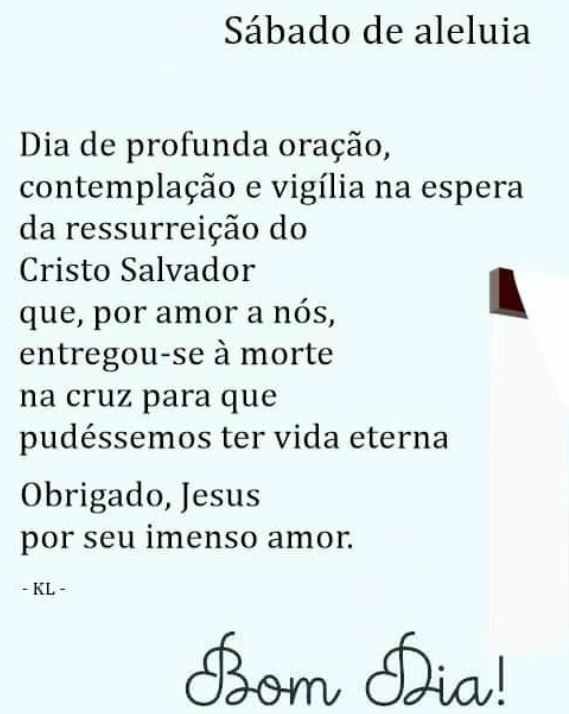 Sábado de aleluia
Dia de profunda oração,
contemplação e vigília na espera
da ressurreição do
Cristo Salvador
que, por amor a nós,
entregou-se à morte
na cruz para que
pudéssemos ter vida eterna
Obrigado, Jesus
por seu imenso amor.
- KL -
Bom Dia!